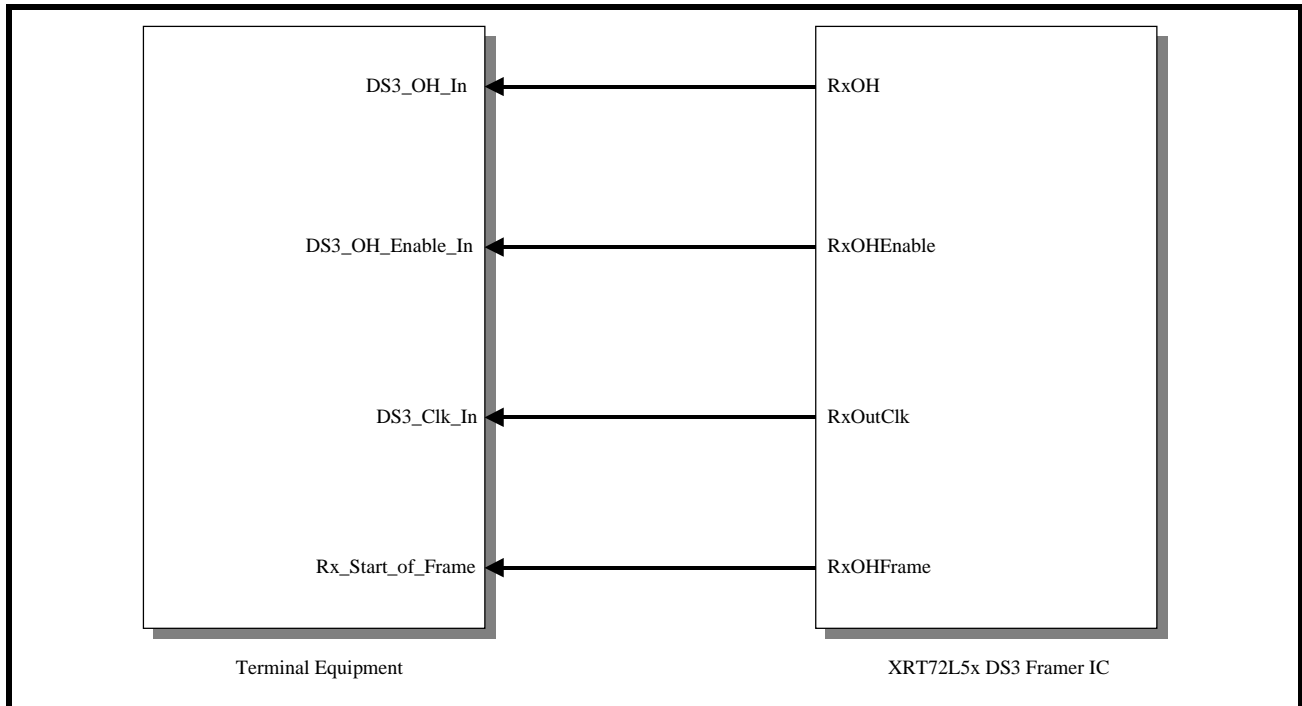 DS3_OH_In
RxOH
DS3_OH_Enable_In
RxOHEnable
DS3_Clk_In
RxOutClk
Rx_Start_of_Frame
RxOHFrame
Terminal Equipment
XRT72L5x DS3 Framer IC